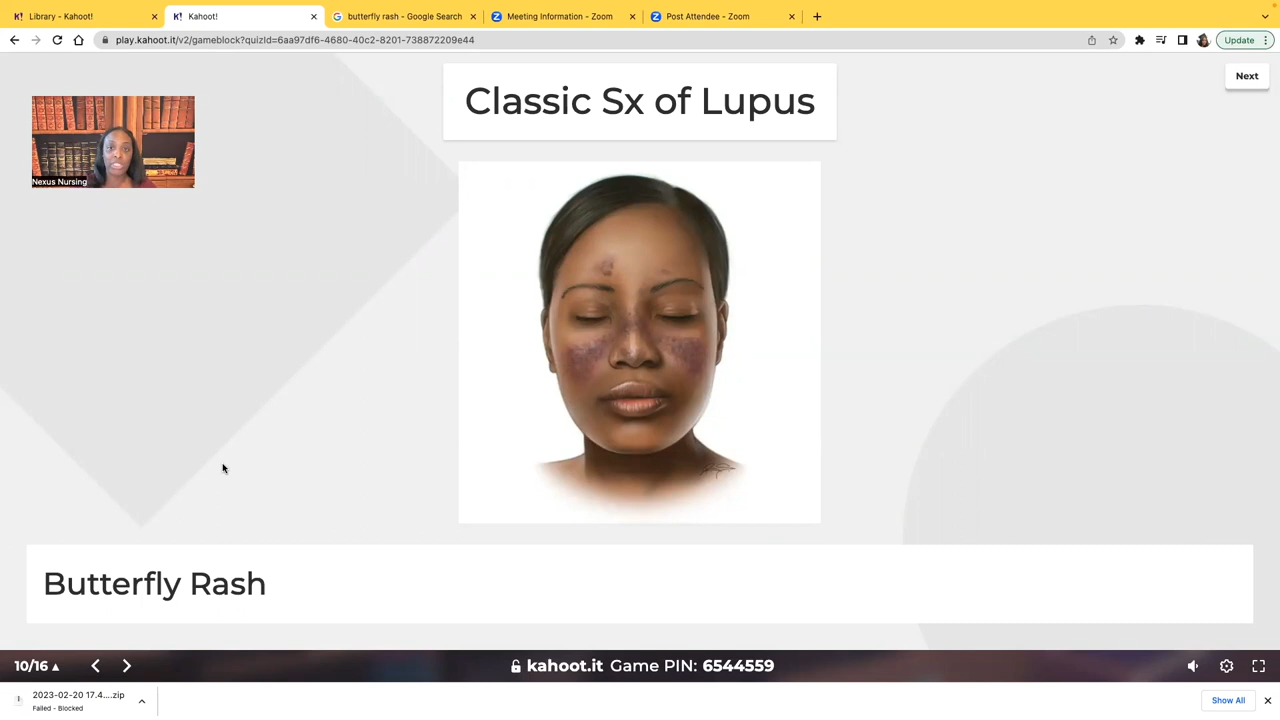 Library - Kahoot!
Kahoot!
butterfly rash - Google Search
Meeting Information - Zoom
Post Attendee - Zoom
play.kahoot.it/v2/gameblock?quizId=6aa97df6-4680-40c2-8201-738872209e44
Update
Classic Sx of Lupus
Next
Nexus Nursing
Butterfly Rash
10/16
kahoot.it Game PIN: 6544559
2023-02-20 17.4....zip
Failed - Blocked
Show All